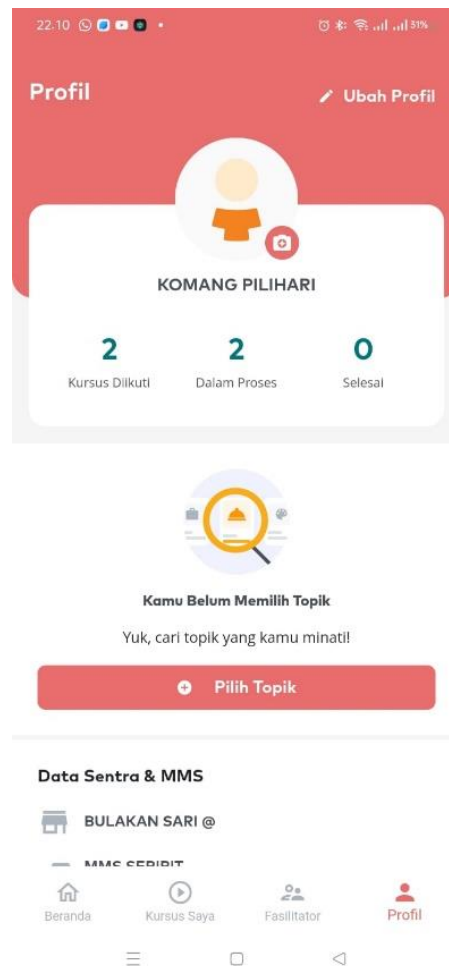 22.10
51%
Profil
Ubah Profil
KOMANG PILIHARI
2 2 0
Kursus Diikuti Dalam Proses Selesai
Kamu Belum Memilih Topik
Yuk, cari topik yang kamu minati!
Pilih Topik
Data Sentra & MMS
BULAKAN SARI @
MMS SERIRIT
Beranda Kursus Saya Fasilitator Profil